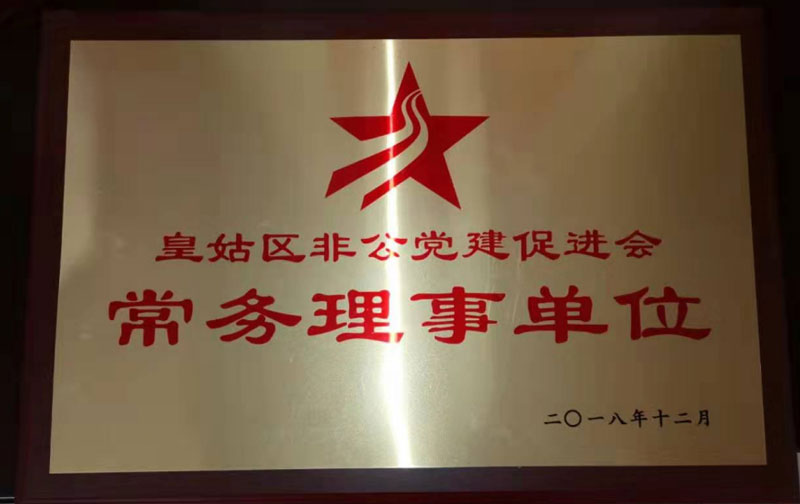 皇姑区非公党建促进会
常务理事单位
二〇一八年十二月